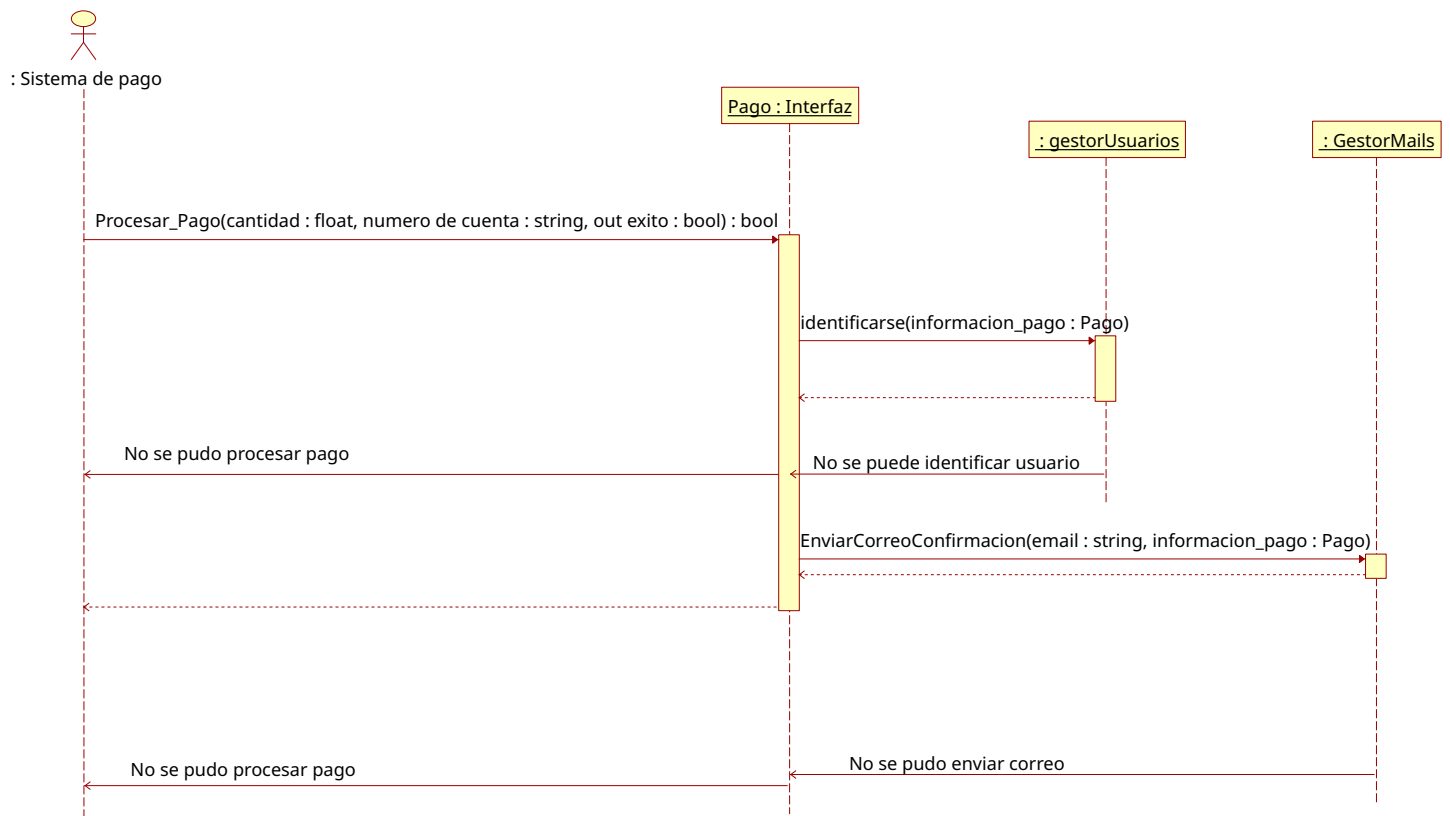 : Sistema de pago
Pago : Interfaz
: gestorUsuarios
: GestorMails
Procesar_Pago(cantidad : float, numero de cuenta : string, out exito : bool) : bool
identificarse(informacion_pago : Pago)
No se pudo procesar pago
No se puede identificar usuario
EnviarCorreoConfirmacion(email : string, informacion_pago : Pago)
No se pudo enviar correo
No se pudo procesar pago